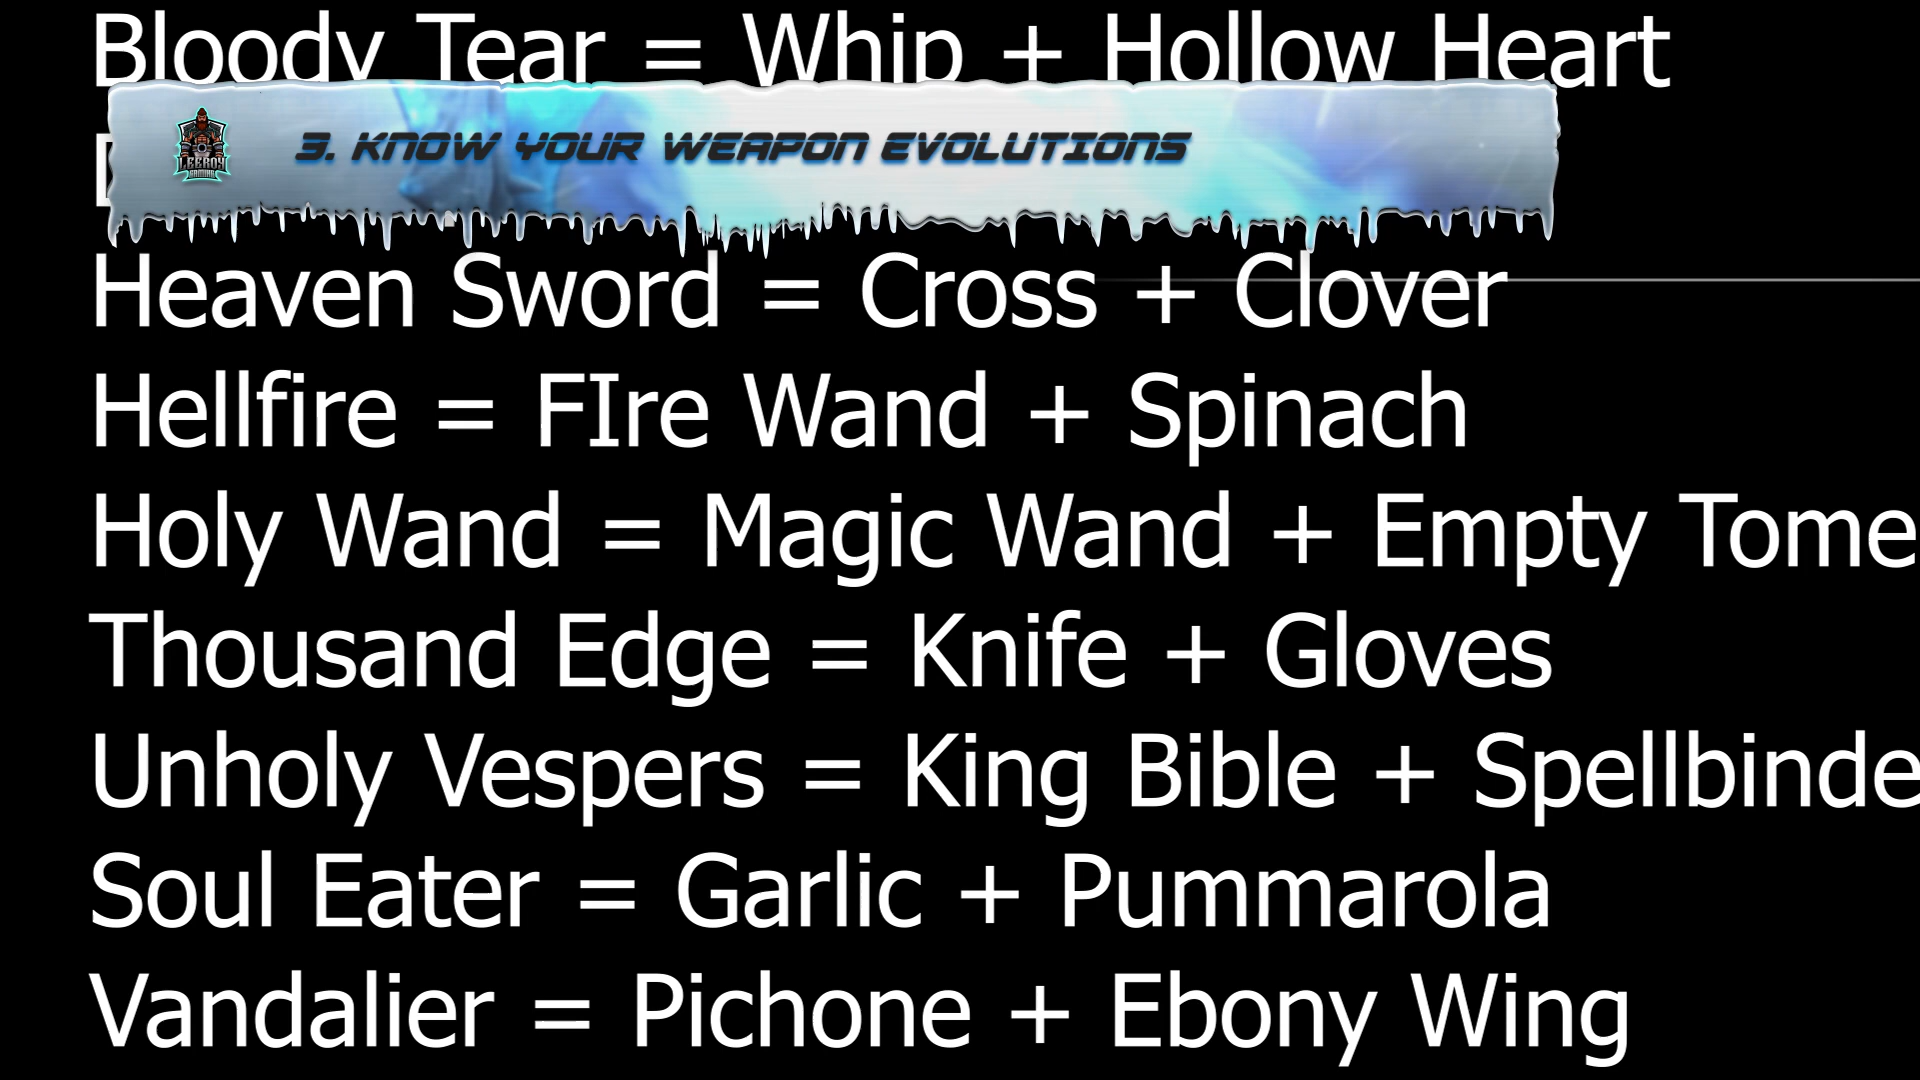 Bloody Tear = Whip + Hollow Heart
LEEROY
GAMING
3. KNOW YOUR WEAPON EVOLUTIONS
Heaven Sword = Cross + Clover
Hellfire = FIre Wand + Spinach
Holy Wand = Magic Wand + Empty Tome
Thousand Edge = Knife + Gloves
Unholy Vespers = King Bible + Spellbinde
Soul Eater = Garlic + Pummarola
Vandalier = Pichone + Ebony Wing